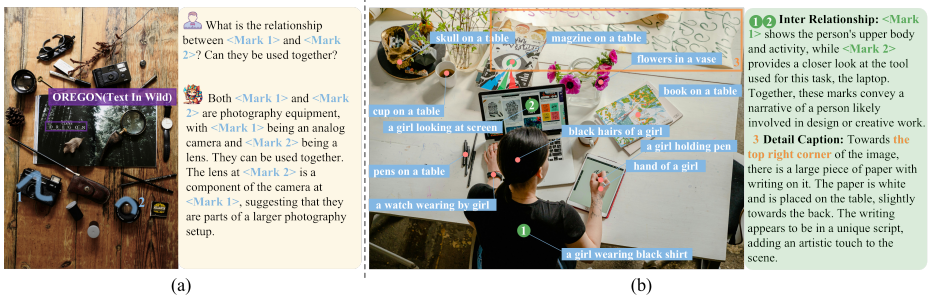 OREGON(Text In Wild)
1
2
What is the relationship
between <Mark 1> and <Mark
2>? Can they be used together?
Both <Mark 1> and <Mark
2> are photography equipment,
with <Mark 1> being an analog
camera and <Mark 2> being a
lens. They can be used together.
The lens at <Mark 2> is a
component of the camera at
<Mark 1>, suggesting that they
are parts of a larger photography
setup.
(a)
skull on a table
magzine on a table
3
flowers in a vase
book on a table
cup on a table
a girl looking at screen
2
black hairs of a girl
a girl holding pen
pens on a table
hand of a girl
a watch wearing by girl
1
a girl wearing black shirt
(b)
1 2 Inter Relationship: <Mark
1> shows the person's upper body
and activity, while <Mark 2>
provides a closer look at the tool
used for this task, the laptop.
Together, these marks convey a
narrative of a person likely
involved in design or creative work.
3 Detail Caption: Towards the
top right corner of the image,
there is a large piece of paper with
writing on it. The paper is white
and is placed on the table, slightly
towards the back. The writing
appears to be in a unique script,
adding an artistic touch to the
scene.